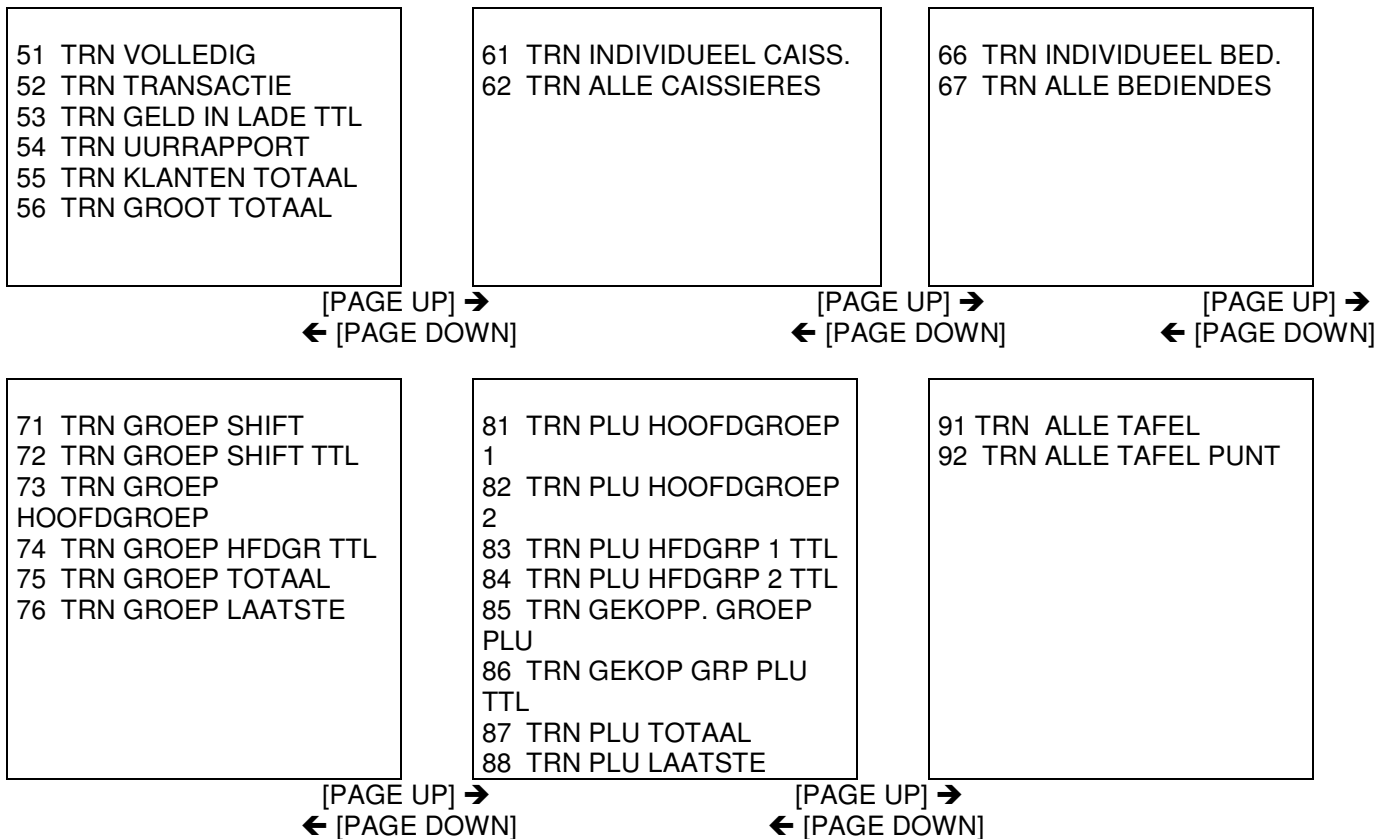 51 TRN VOLLEDIG
52 TRN TRANSACTIE
53 TRN GELD IN LADE TTL
54 TRN UURRAPPORT
55 TRN KLANTEN TOTAAL
56 TRN GROOT TOTAAL
61 TRN INDIVIDUEEL CAISS.
62 TRN ALLE CAISSIERES
66 TRN INDIVIDUEEL BED.
67 TRN ALLE BEDIENDES
[PAGE UP] ➔
🡸 [PAGE DOWN]
[PAGE UP] ➔
🡸 [PAGE DOWN]
[PAGE UP] ➔
🡸 [PAGE DOWN]
71 TRN GROEP SHIFT
72 TRN GROEP SHIFT TTL
73 TRN GROEP
HOOFDGROEP
74 TRN GROEP HFDGR TTL
75 TRN GROEP TOTAAL
76 TRN GROEP LAATSTE
81 TRN PLU HOOFDGROEP
1
82 TRN PLU HOOFDGROEP
2
83 TRN PLU HFDGRP 1 TTL
84 TRN PLU HFDGRP 2 TTL
85 TRN GEKOPP. GROEP
PLU
86 TRN GEKOP GRP PLU
TTL
87 TRN PLU TOTAAL
88 TRN PLU LAATSTE
91 TRN ALLE TAFEL
92 TRN ALLE TAFEL PUNT
[PAGE UP] ➔
🡸 [PAGE DOWN]
[PAGE UP] ➔
🡸 [PAGE DOWN]